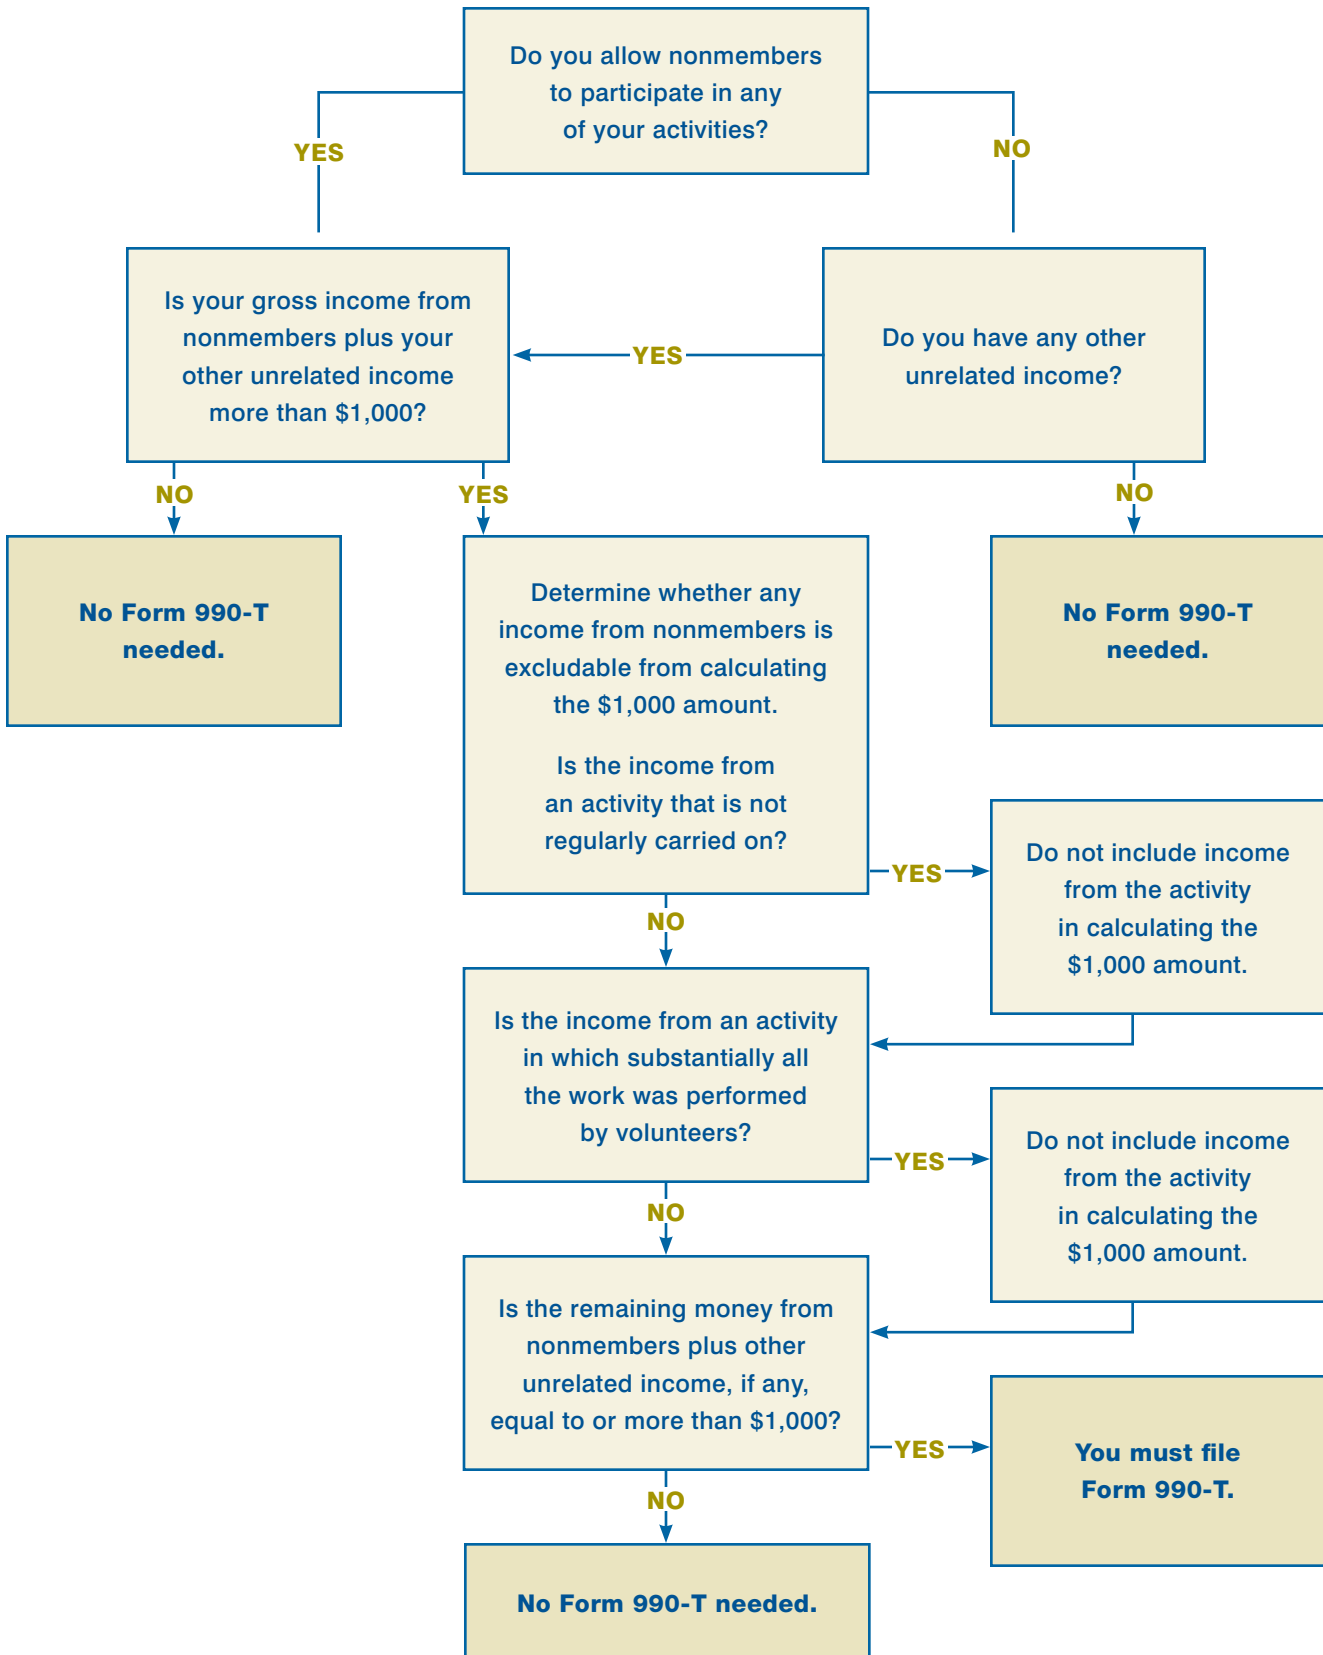 Do you allow nonmembers
to participate in any
of your activities?
YES
NO
Is your gross income from
nonmembers plus your
other unrelated income
more than $1,000?
YES
Do you have any other
unrelated income?
NO
YES
NO
No Form 990-T
needed.
Determine whether any
income from nonmembers is
excludable from calculating
the $1,000 amount.
Is the income from
an activity that is not
regularly carried on?
No Form 990-T
needed.
YES
Do not include income
from the activity
in calculating the
$1,000 amount.
NO
Is the income from an activity
in which substantially all
the work was performed
by volunteers?
YES
Do not include income
from the activity
in calculating the
$1,000 amount.
NO
Is the remaining money from
nonmembers plus other
unrelated income, if any,
equal to or more than $1,000?
YES
You must file
Form 990-T.
NO
No Form 990-T needed.